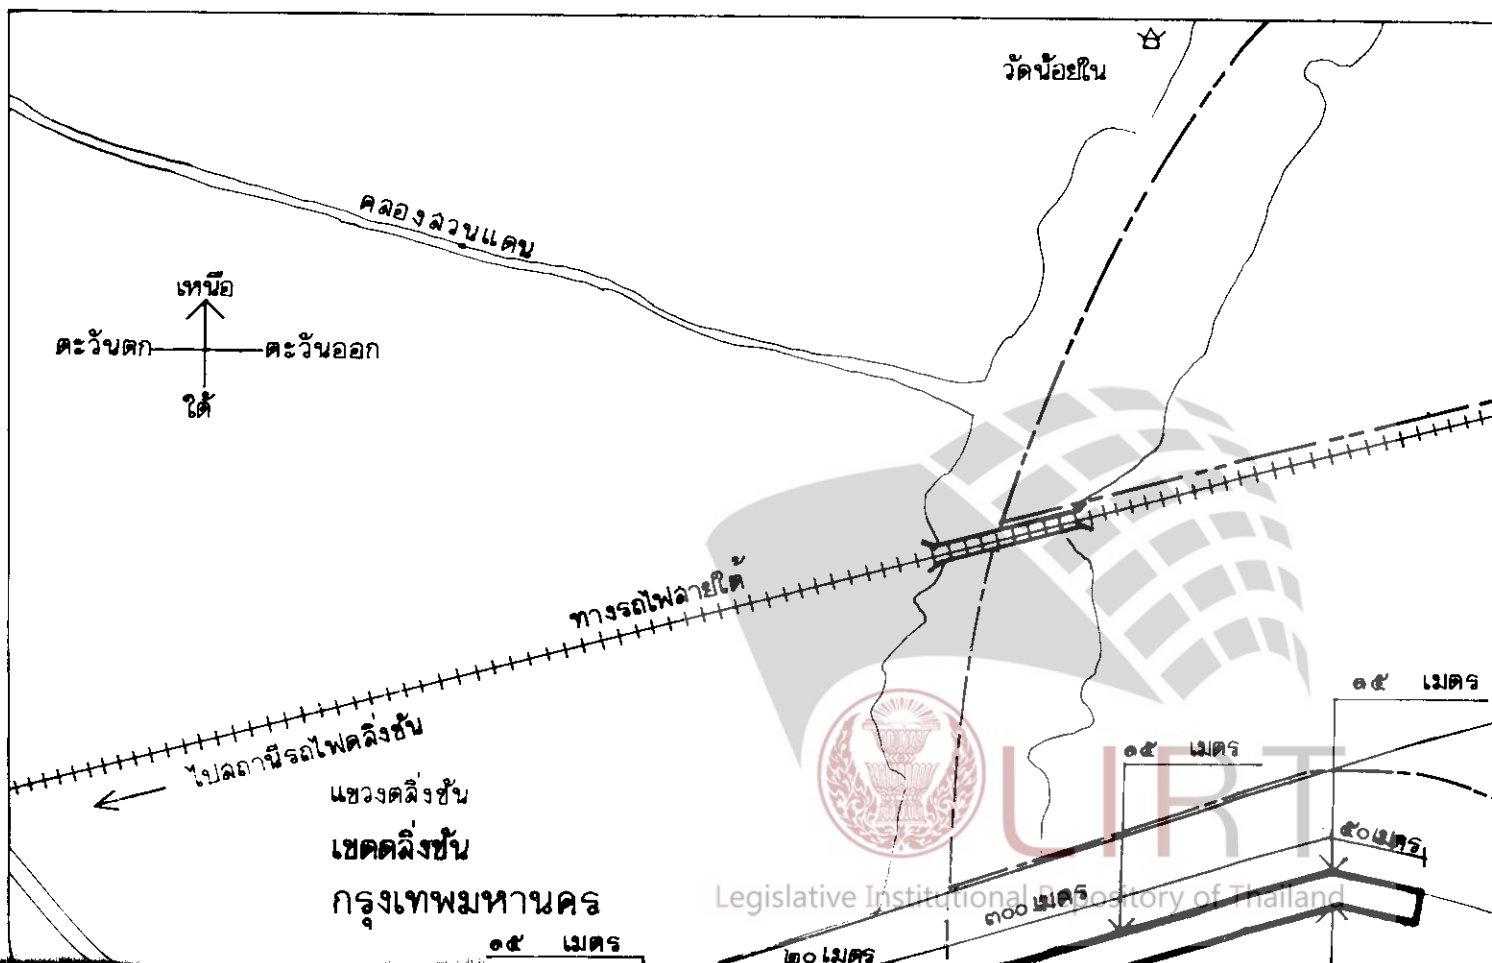 วัดน้อยใน
คลองสวนแดน
เหนือ
ตะวันตก
ตะวันออก
ใต้
ทางรถไฟสายใต้
ไปสถานีรถไฟตลิ่งชัน
แขวงตลิ่งชัน
เขตตลิ่งชัน
กรุงเทพมหานคร
๑๕ เมตร
๑๕ เมตร
๕๐ เมตร
๓๐๐ เมตร
๑๕ เมตร
๒๐ เมตร
LIRT
Legislative Institutional Repository of Thailand